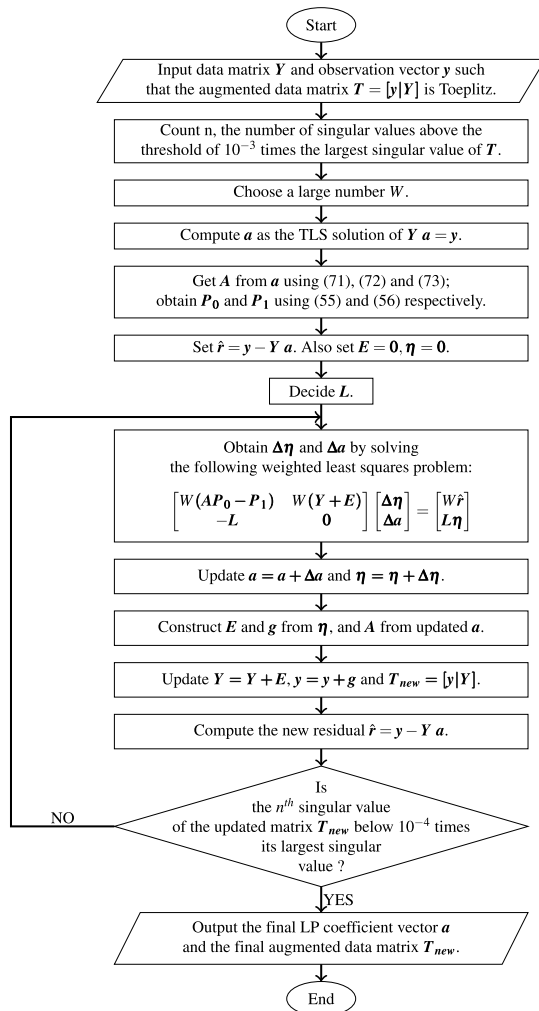 Start
Input data matrix Y and observation vector y such
that the augmented data matrix T = [y|Y] is Toeplitz.
Count n, the number of singular values above the
threshold of 10⁻³ times the largest singular value of T.
Choose a large number W.
Compute a as the TLS solution of Y a = y.
Get A from a using (71), (72) and (73);
obtain P₀ and P₁ using (55) and (56) respectively.
Set r̂ = y − Y a. Also set E = 0, η = 0.
Decide L.
Obtain Δη and Δa by solving
the following weighted least squares problem:
[W(AP₀ − P₁) W(Y + E)] [Δη] = [Wr̂]
[−L 0] [Δa] [Lη]
Update a = a + Δa and η = η + Δη.
Construct E and g from η, and A from updated a.
Update Y = Y + E, y = y + g and T_new = [y|Y].
Compute the new residual r̂ = y − Y a.
Is
the nᵗʰ singular value
of the updated matrix T_new below 10⁻⁴ times
its largest singular
value ?
NO
YES
Output the final LP coefficient vector a
and the final augmented data matrix T_new.
End